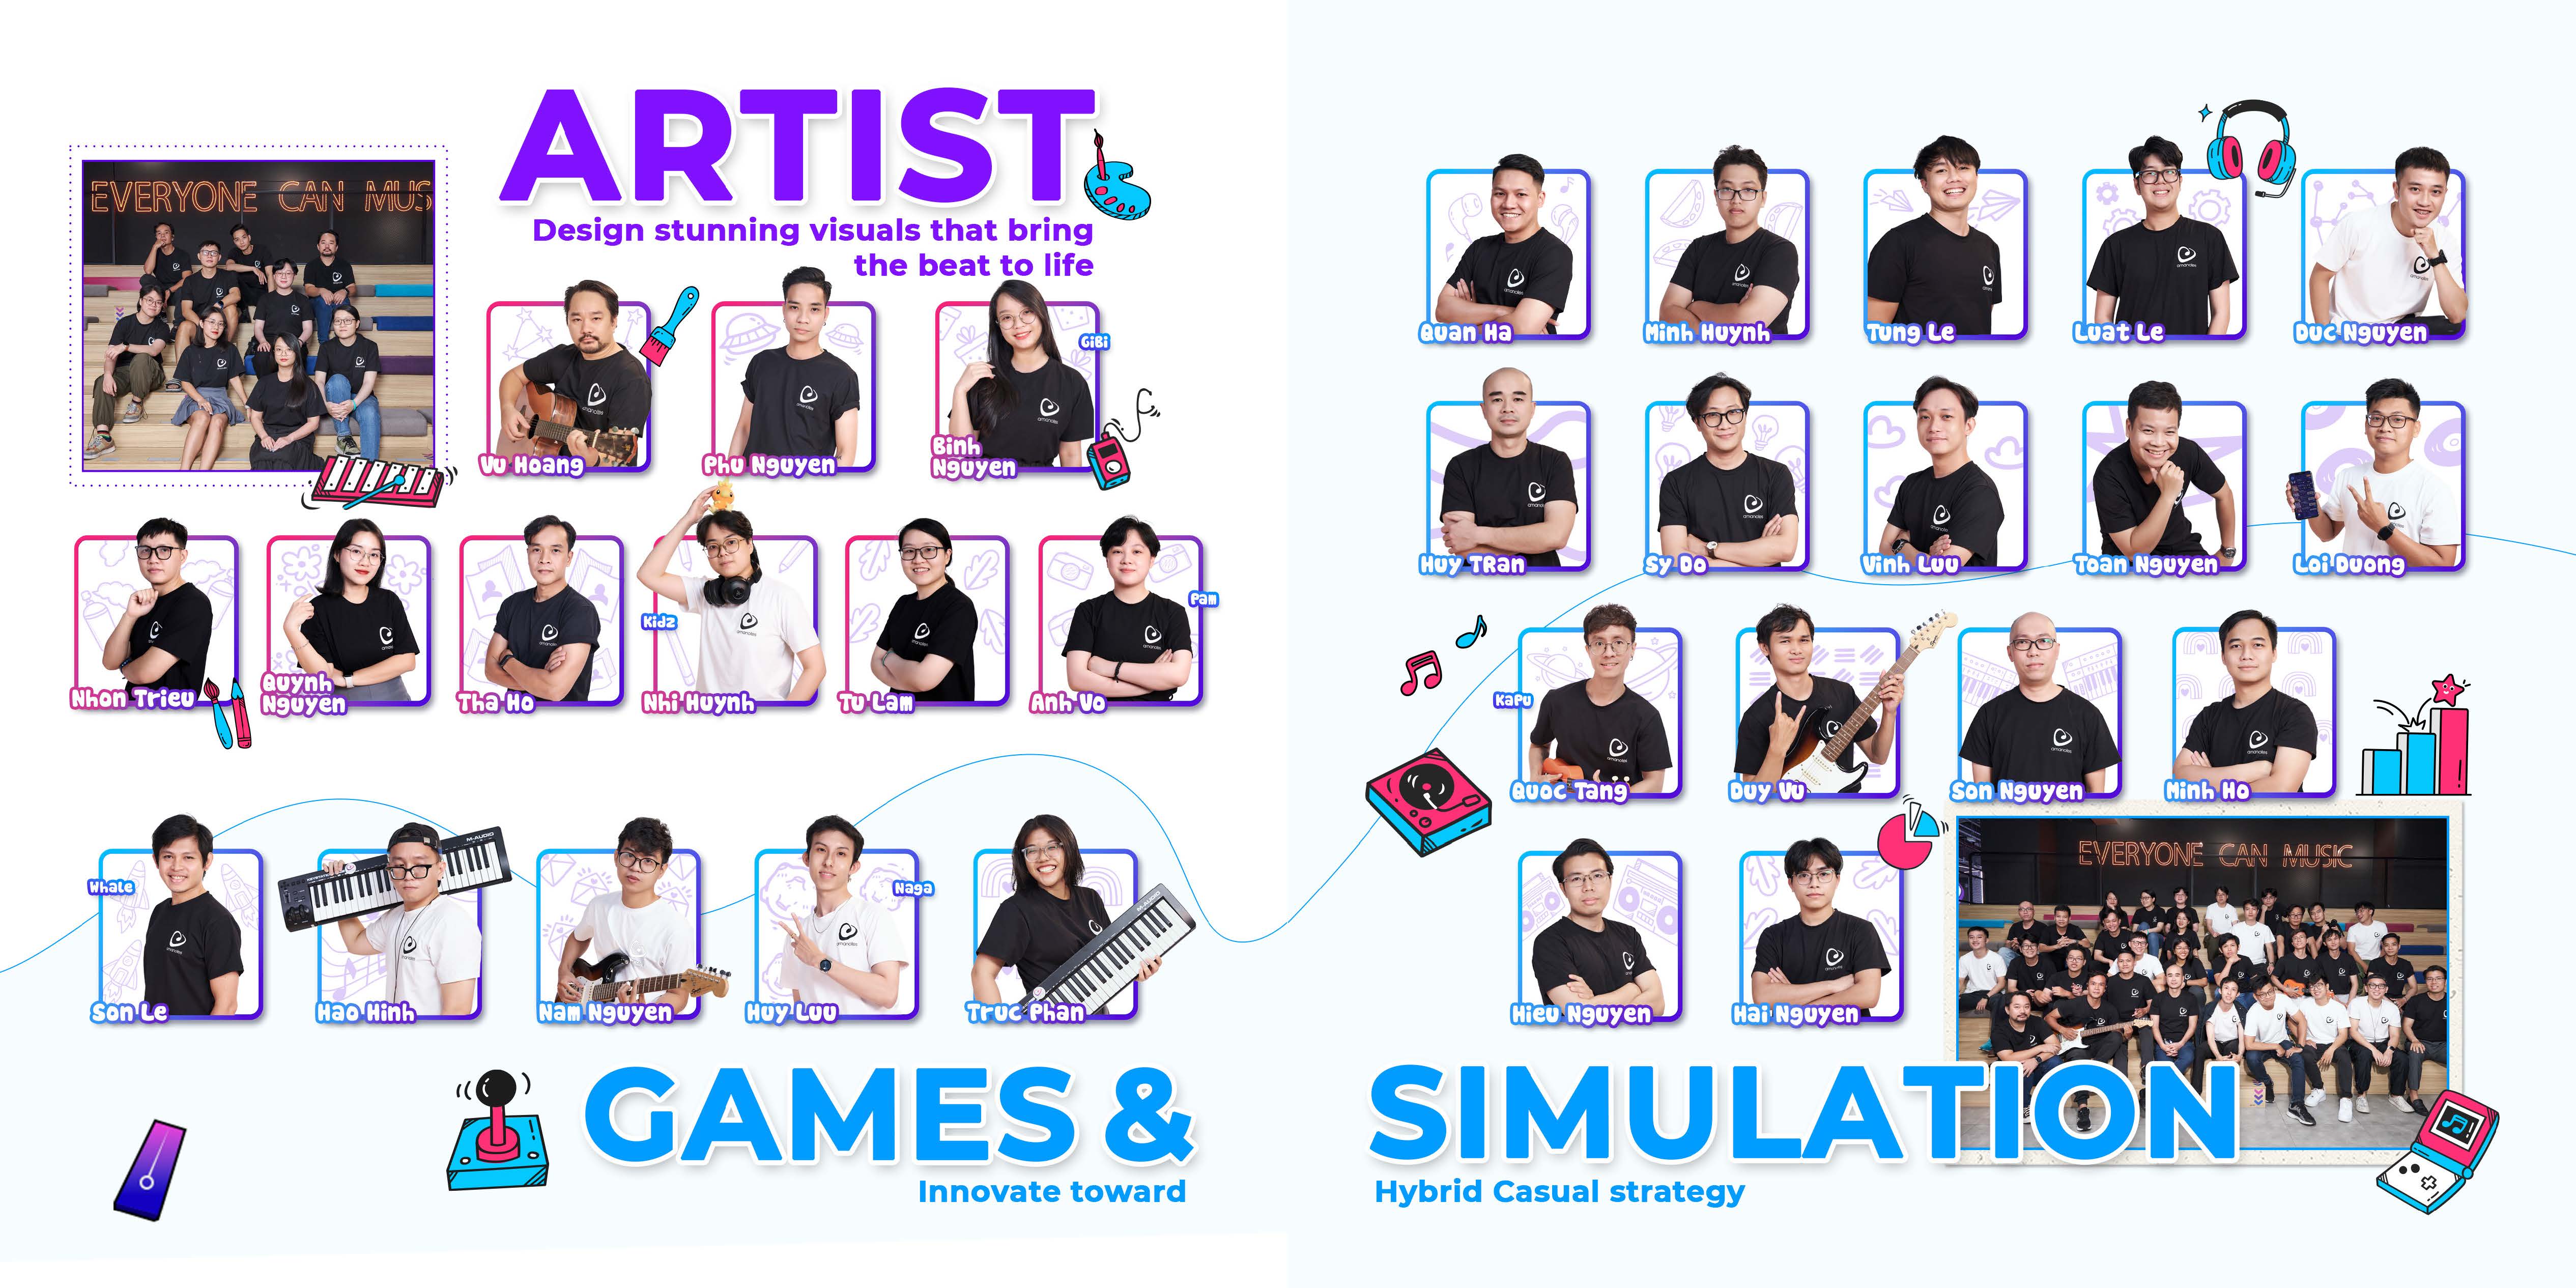 ARTIST
Design stunning visuals that bring
the beat to life
EVERYONE CAN MUS
Vu Hoang
Phu Nguyen
GiBi
Binh
Nguyen
Nhon Trieu
Quynh
Nguyen
Tha Ho
Kidz
Nhi Huynh
Tu Lam
Pam
Anh Vo
Whale
Son Le
M-AUDIO
Hao Hinh
Nam Nguyen
Naga
Huy Luu
M-AUDIO
Truc Phan
GAMES &
Innovate toward
Quan Ha
Minh Huynh
Tung Le
Luat Le
Duc Nguyen
Huy TRan
Sy Do
Vinh Luu
Toan Nguyen
Loi Duong
KaPu
Quoc Tang
Duy Vu
Son Nguyen
Minh Ho
Hieu Nguyen
Hai Nguyen
EVERYONE CAN MUSIC
SIMULATION
Hybrid Casual strategy
amanotes